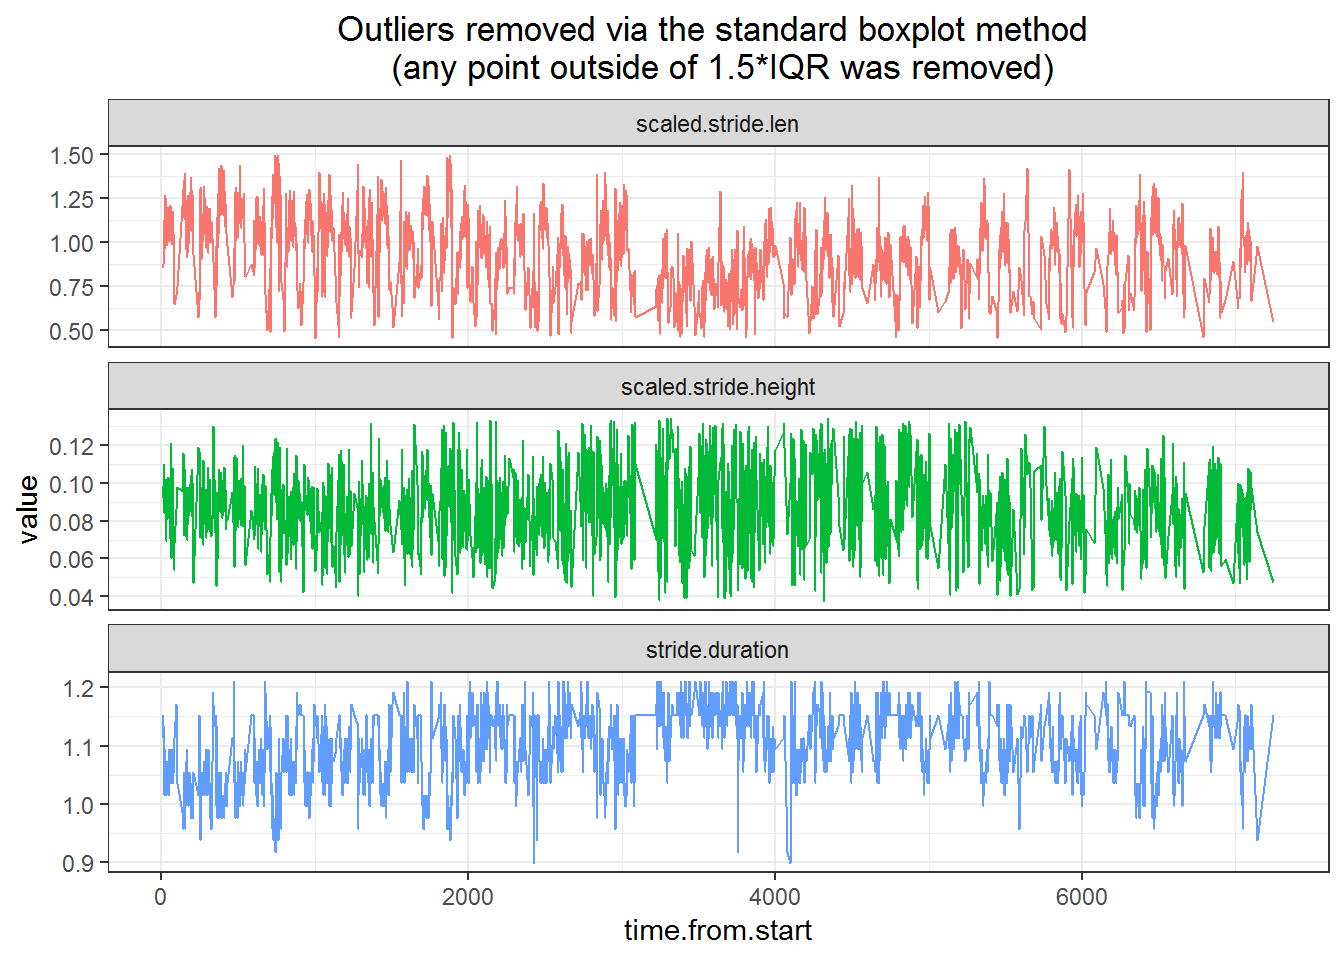 Outliers removed via the standard boxplot method
(any point outside of 1.5*IQR was removed)
scaled.stride.len
1.50
1.25
1.00
0.75
0.50
scaled.stride.height
0.12
0.10
0.08
0.06
0.04
value
stride.duration
1.2
1.1
1.0
0.9
0 2000 4000 6000
time.from.start